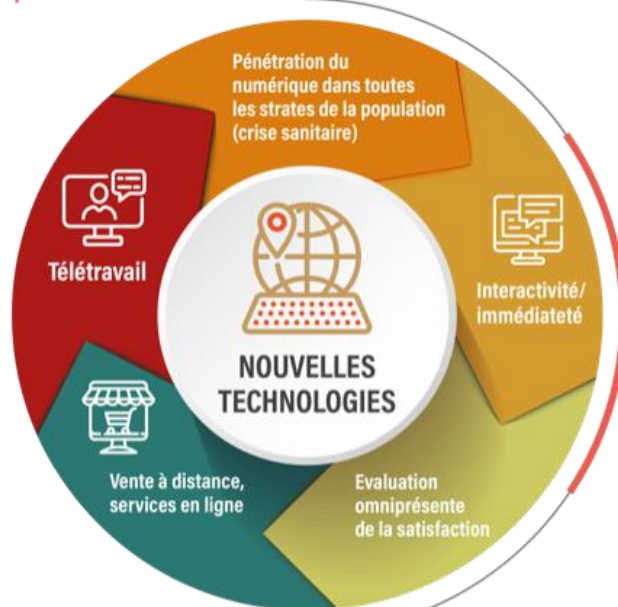 Pénétration du
numérique dans toutes
les strates de la population
(crise sanitaire)
Interactivité/
immédiateté
Evaluation
omniprésente
de la satisfaction
Vente à distance,
services en ligne
Télétravail
NOUVELLES
TECHNOLOGIES